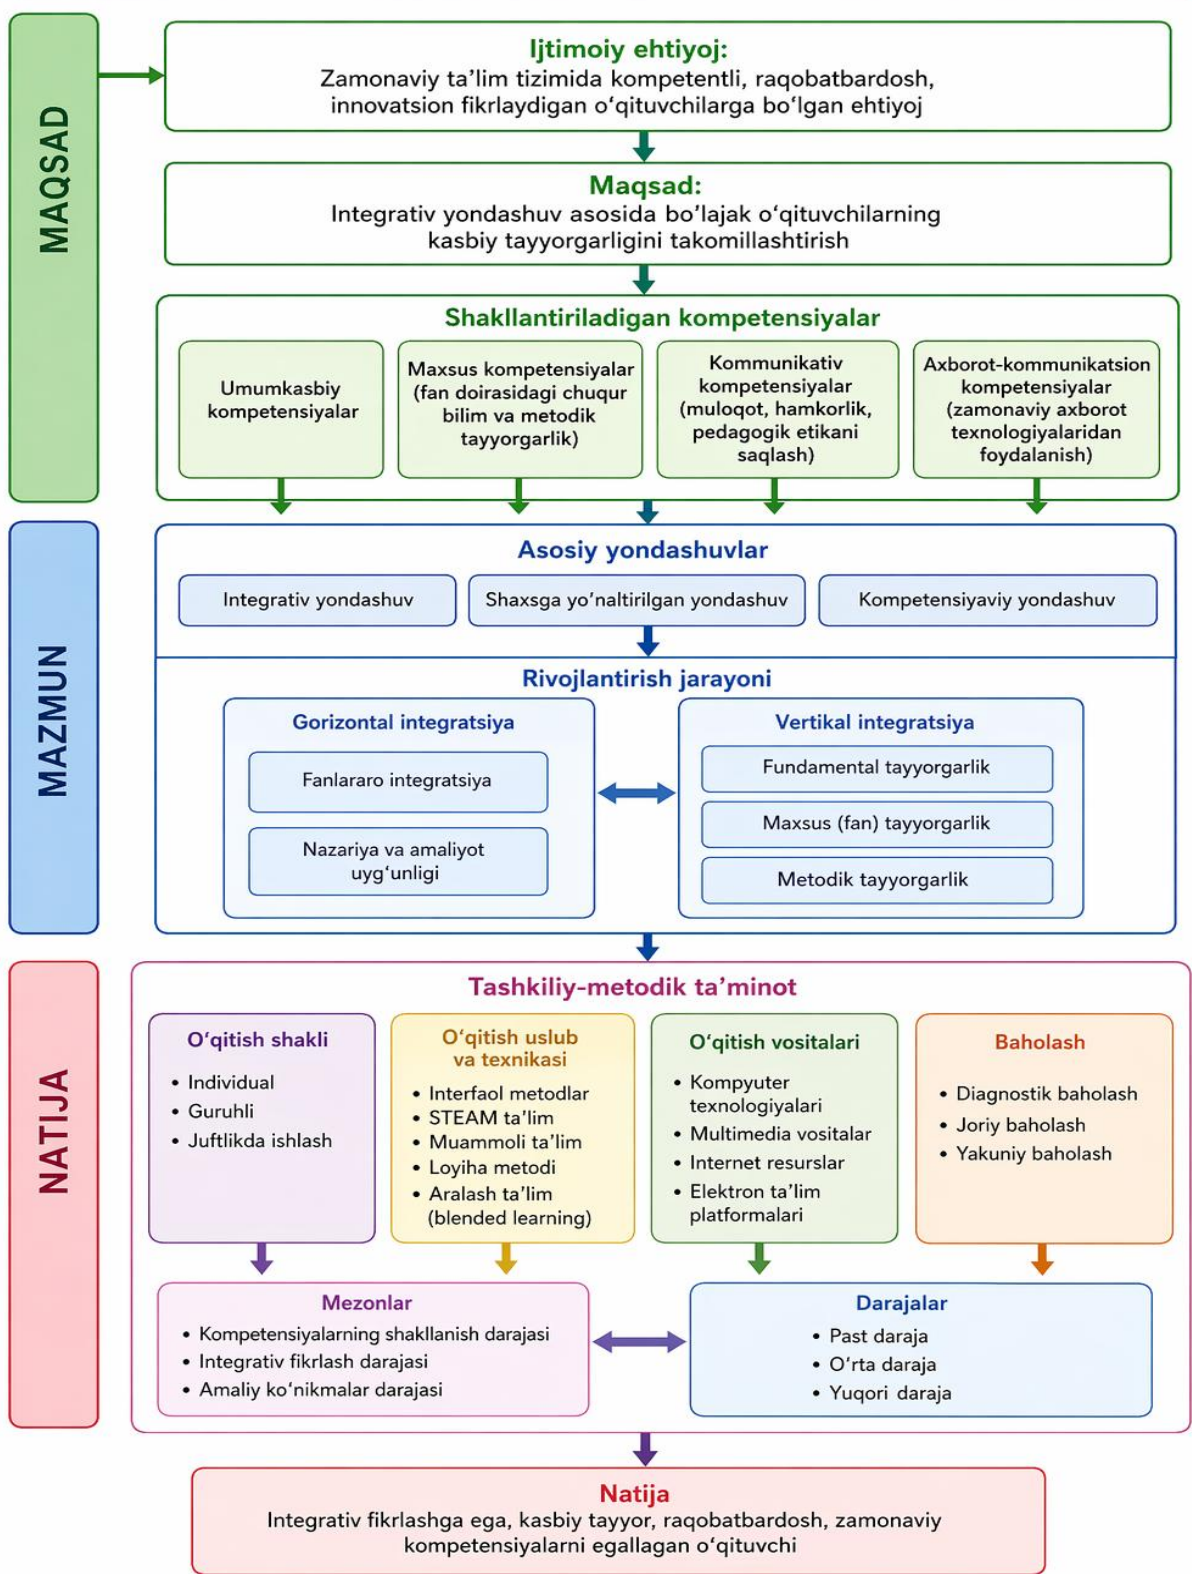 MAQSAD
Ijtimoiy ehtiyoj:
Zamonaviy ta’lim tizimida kompetentli, raqobatbardosh,
innovatsion fikrlaydigan o‘qituvchilarga bo‘lgan ehtiyoj
Maqsad:
Integrativ yondashuv asosida bo’lajak o‘qituvchilarning
kasbiy tayyorgarligini takomillashtirish
Shakllantiriladigan kompetensiyalar
Umumkasbiy
kompetensiyalar
Maxsus kompetensiyalar
(fan doirasidagi chuqur
bilim va metodik
tayyorgarlik)
Kommunikativ
kompetensiyalar
(muloqot, hamkorlik,
pedagogik etikani
saqlash)
Axborot-kommunikatsion
kompetensiyalar
(zamonaviy axborot
texnologiyalaridan
foydalanish)
MAZMUN
Asosiy yondashuvlar
Integrativ yondashuv
Shaxsga yo’naltirilgan yondashuv
Kompetensiyaviy yondashuv
Rivojlantirish jarayoni
Gorizontal integratsiya
Fanlararo integratsiya
Nazariya va amaliyot
uyg‘unligi
Vertikal integratsiya
Fundamental tayyorgarlik
Maxsus (fan) tayyorgarlik
Metodik tayyorgarlik
NATIJA
Tashkiliy-metodik ta’minot
O‘qitish shakli
• Individual
• Guruhli
• Juftlikda ishlash
O‘qitish uslub
va texnikasi
• Interfaol metodlar
• STEAM ta’lim
• Muammoli ta’lim
• Loyiha metodi
• Aralash ta’lim
(blended learning)
O‘qitish vositalari
• Kompyuter
texnologiyalari
• Multimedia vositalar
• Internet resurslar
• Elektron ta’lim
platformalari
Baholash
• Diagnostik baholash
• Joriy baholash
• Yakuniy baholash
Mezonlar
• Kompetensiyalarning shakllanish darajasi
• Integrativ fikrlash darajasi
• Amaliy ko‘nikmalar darajasi
Darajalar
• Past daraja
• O‘rta daraja
• Yuqori daraja
Natija
Integrativ fikrlashga ega, kasbiy tayyor, raqobatbardosh, zamonaviy
kompetensiyalarni egallagan o‘qituvchi